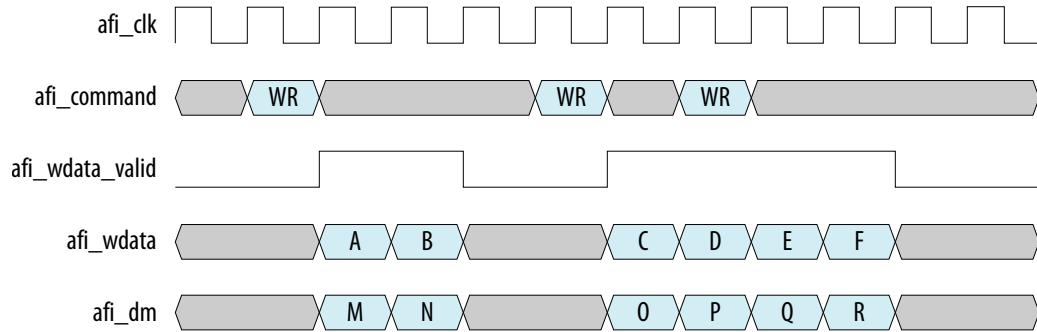 afi_clk
afi_command WR WR WR
afi_wdata_valid
afi_wdata A B C D E F
afi_dm M N O P Q R